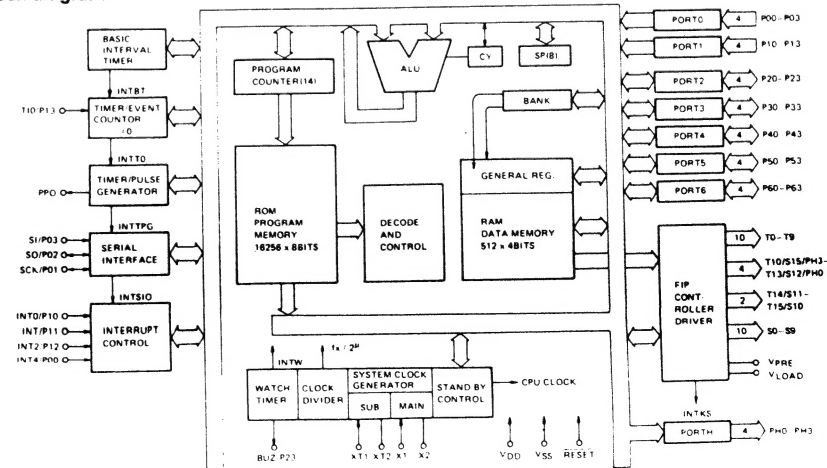 BASIC
INTERVAL
TIMER
INTBT
TI0/P13
TIMER/EVENT
COUNTOR
=0
INTT0
PPO
TIMER/PULSE
GENERATOR
INTTPG
SI/P03
SO/P02
SCK/P01
SERIAL
INTERFACE
INTSIO
INT0/P10
INT/P11
INT2/P12
INT4/P00
INTERRUPT
CONTROL
PROGRAM
COUNTER(14)
ALU
CY
SP(8)
BANK
GENERAL REG.
ROM
PROGRAM
MEMORY
16256 x 8BITS
DECODE
AND
CONTROL
RAM
DATA MEMORY
512 x 4BITS
INTW
fx / 2
WATCH
TIMER
CLOCK
DIVIDER
SYSTEM CLOCK
GENERATOR
SUB
MAIN
STAND BY
CONTROL
CPU CLOCK
BUZ P23
XT1 XT2 X1 X2
VDD
VSS
RESET
PORT0 4 P00-P03
PORT1 4 P10 P13
PORT2 4 P20-P23
PORT3 4 P30 P33
PORT4 4 P40 P43
PORT5 4 P50 P53
PORT6 4 P60-P63
FIP
CONT-
ROLLER
DRIVER
10 T0-T9
4 T10/S15/PH3-
T13/S12/PH0
2 T14/S11-
T15/S10
10 S0-S9
VPRE
VLOAD
INTKS
PORTH 4 PH0 PH3